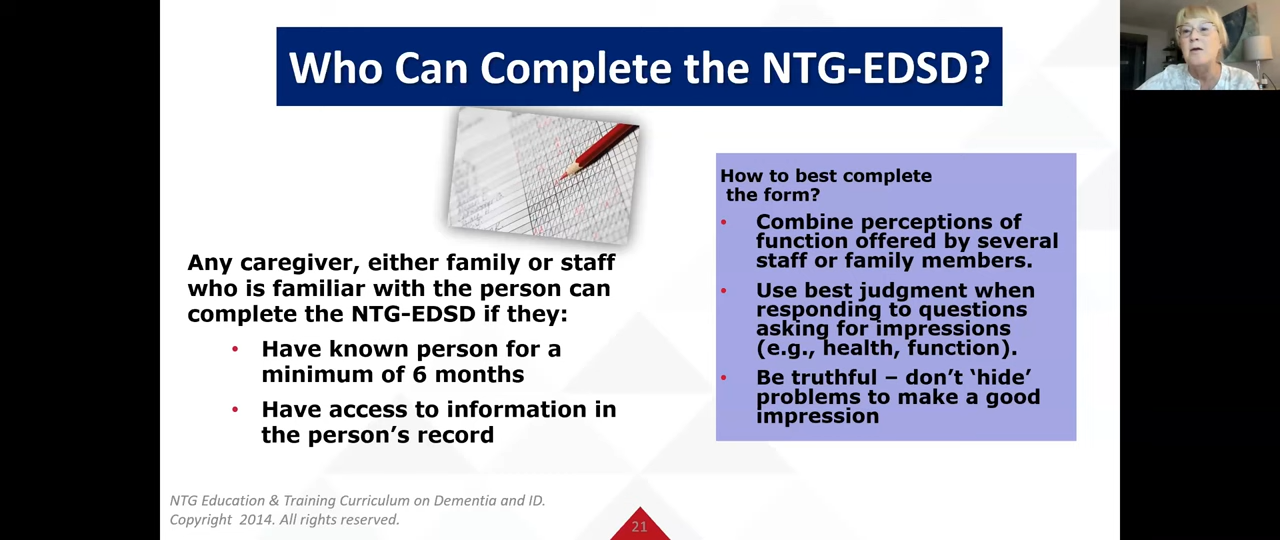 Who Can Complete the NTG-EDSD?
Any caregiver, either family or staff
who is familiar with the person can
complete the NTG-EDSD if they:
• Have known person for a
minimum of 6 months
• Have access to information in
the person’s record
How to best complete
the form?
• Combine perceptions of
function offered by several
staff or family members.
• Use best judgment when
responding to questions
asking for impressions
(e.g., health, function).
• Be truthful – don’t ‘hide’
problems to make a good
impression
NTG Education & Training Curriculum on Dementia and ID.
Copyright 2014. All rights reserved.
21